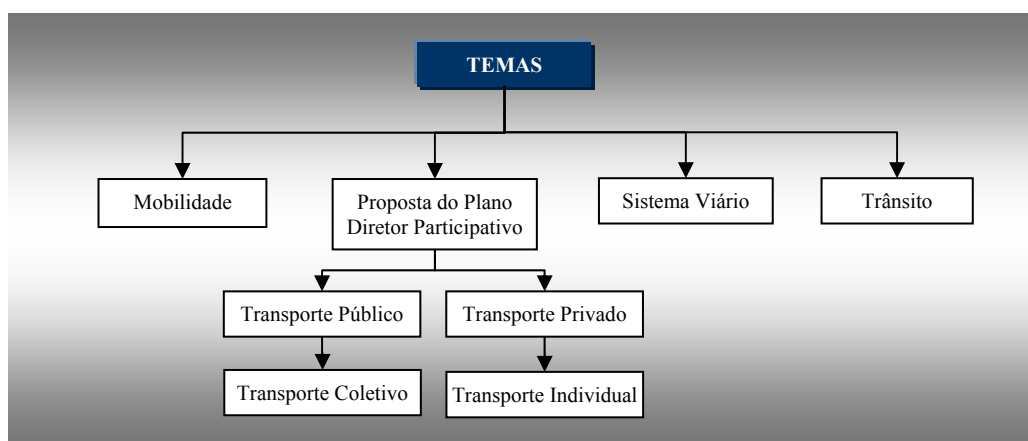 TEMAS
Mobilidade
Proposta do Plano
Diretor Participativo
Sistema Viário
Trânsito
Transporte Público
Transporte Privado
Transporte Coletivo
Transporte Individual